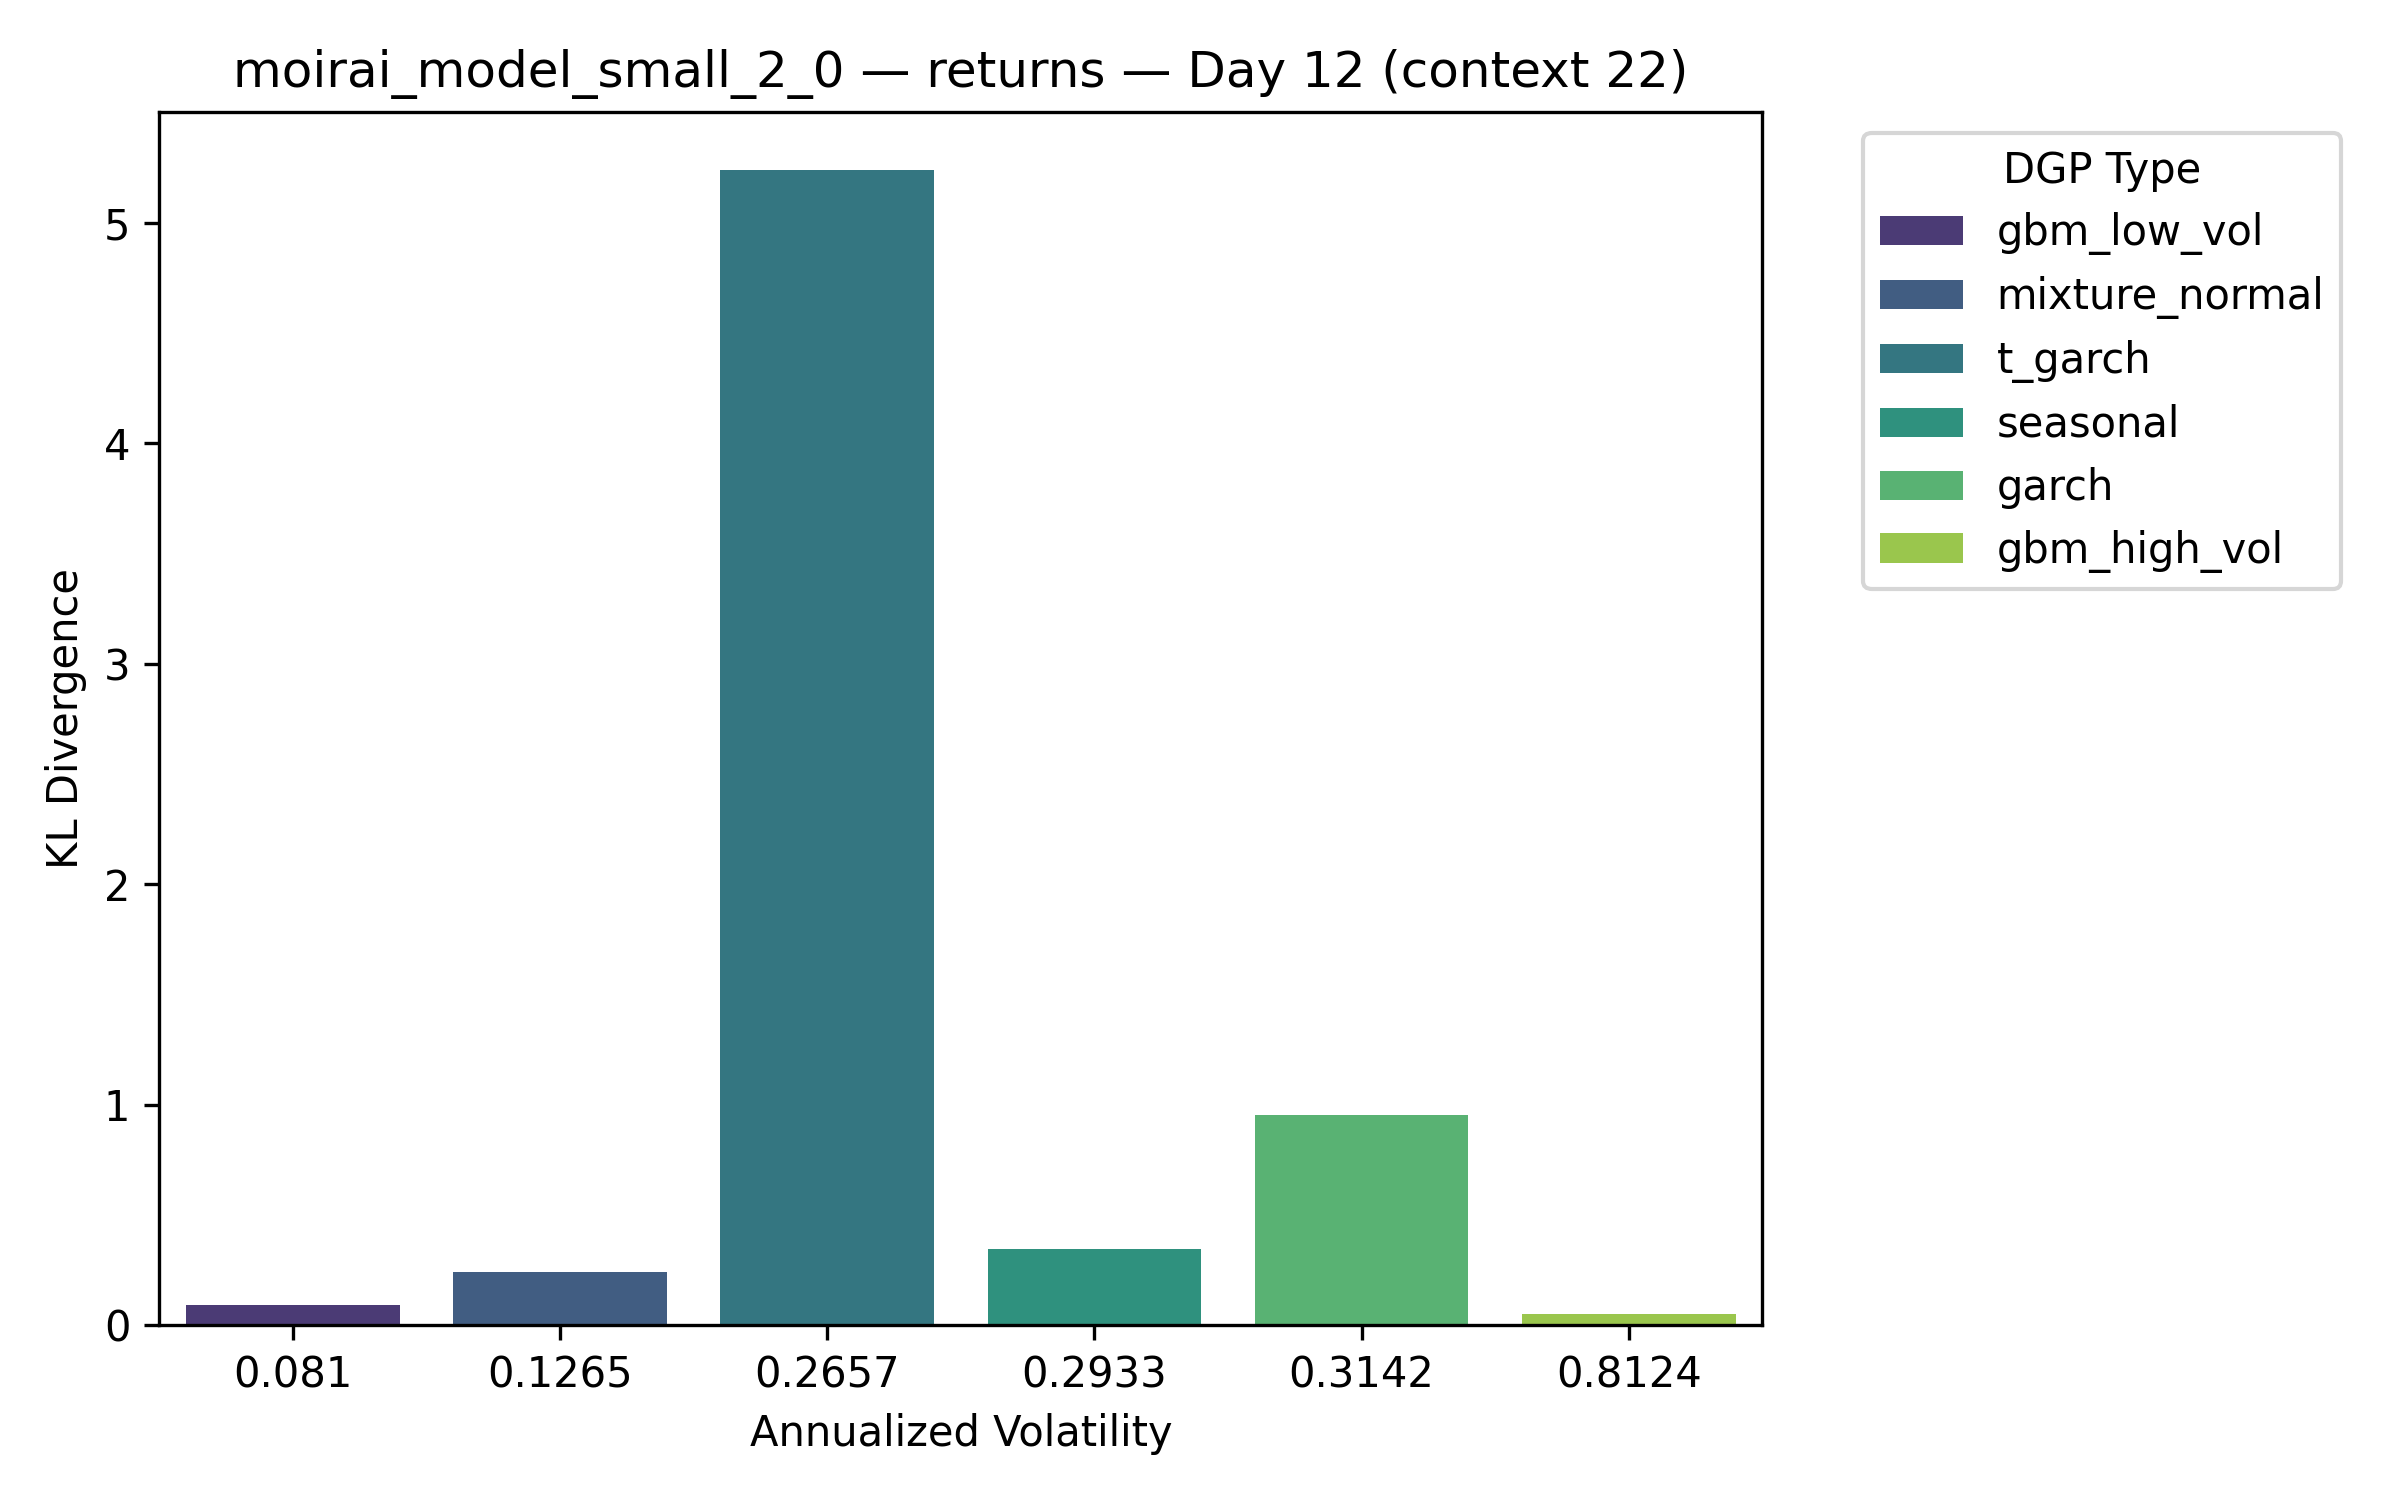 moirai_model_small_2_0 — returns — Day 12 (context 22)
KL Divergence
5
4
3
2
1
0
0.081 0.1265 0.2657 0.2933 0.3142 0.8124
Annualized Volatility
DGP Type
gbm_low_vol
mixture_normal
t_garch
seasonal
garch
gbm_high_vol